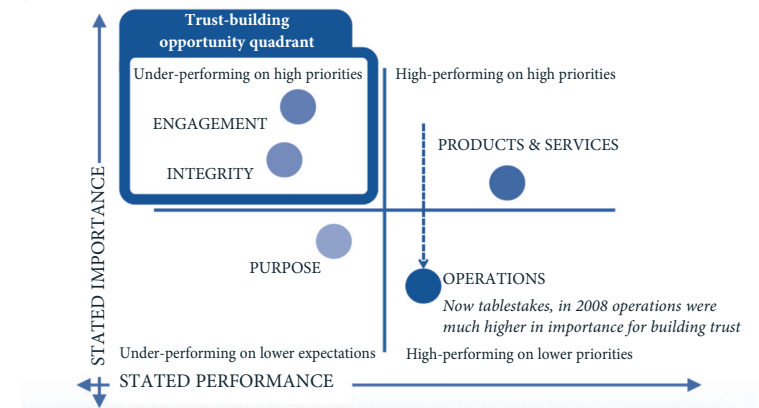 Trust-building
opportunity quadrant
Under-performing on high priorities
High-performing on high priorities
ENGAGEMENT
PRODUCTS & SERVICES
INTEGRITY
STATED IMPORTANCE
PURPOSE
OPERATIONS
Now tablestakes, in 2008 operations were
much higher in importance for building trust
Under-performing on lower expectations
High-performing on lower priorities
STATED PERFORMANCE